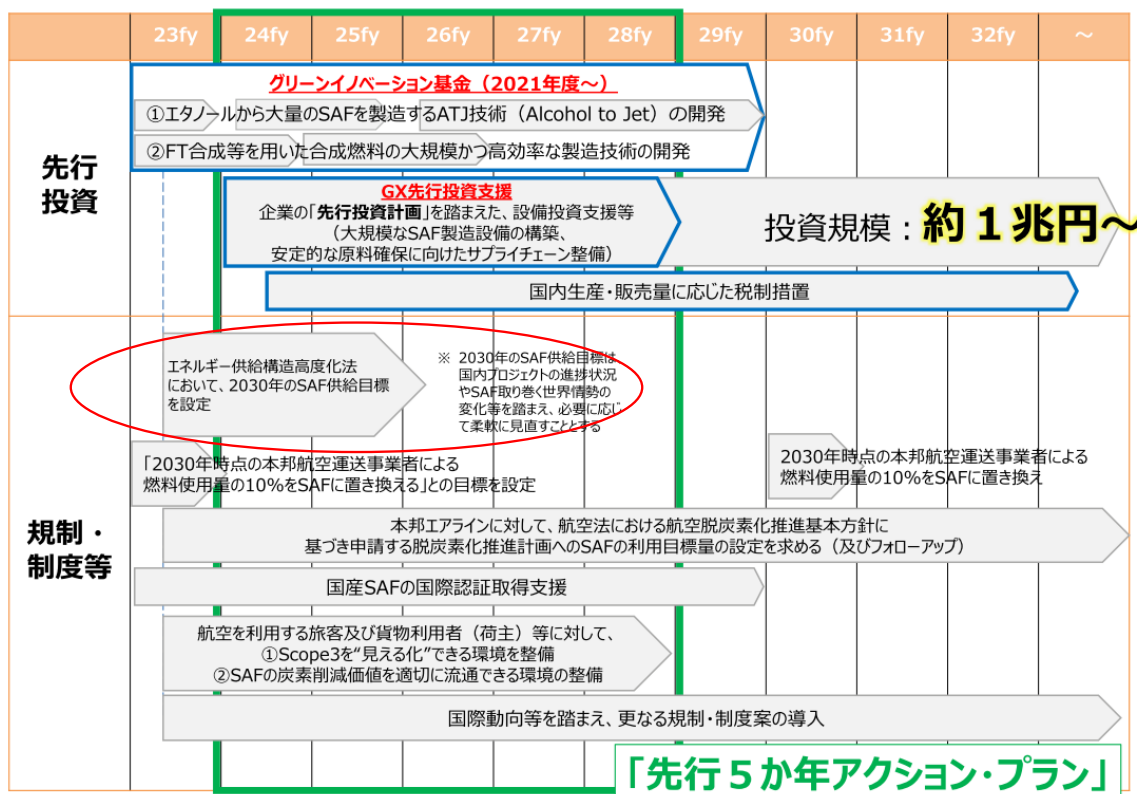 23fy 24fy 25fy 26fy 27fy 28fy 29fy 30fy 31fy 32fy ～
先行
投資
グリーンイノベーション基金（2021年度～）
①エタノールから大量のSAFを製造するATJ技術（Alcohol to Jet）の開発
②FT合成等を用いた合成燃料の大規模かつ高効率な製造技術の開発
GX先行投資支援
企業の「先行投資計画」を踏まえた、設備投資支援等
（大規模なSAF製造設備の構築、
安定的な原料確保に向けたサプライチェーン整備）
投資規模：約１兆円～
国内生産・販売量に応じた税制措置
規制・
制度等
エネルギー供給構造高度化法
において、2030年のSAF供給目標
を設定
※ 2030年のSAF供給目標は
国内プロジェクトの進捗状況
やSAF取り巻く世界情勢の
変化等を踏まえ、必要に応じ
て柔軟に見直すこととする
「2030年時点の本邦航空運送事業者による
燃料使用量の10%をSAFに置き換える」との目標を設定
2030年時点の本邦航空運送事業者による
燃料使用量の10%をSAFに置き換え
本邦エアラインに対して、航空法における航空脱炭素化推進基本方針に
基づき申請する脱炭素化推進計画へのSAFの利用目標量の設定を求める（及びフォローアップ）
国産SAFの国際認証取得支援
航空を利用する旅客及び貨物利用者（荷主）等に対して、
①Scope3を“見える化”できる環境を整備
②SAFの炭素削減価値を適切に流通できる環境の整備
国際動向等を踏まえ、更なる規制・制度案の導入
「先行５か年アクション・プラン」